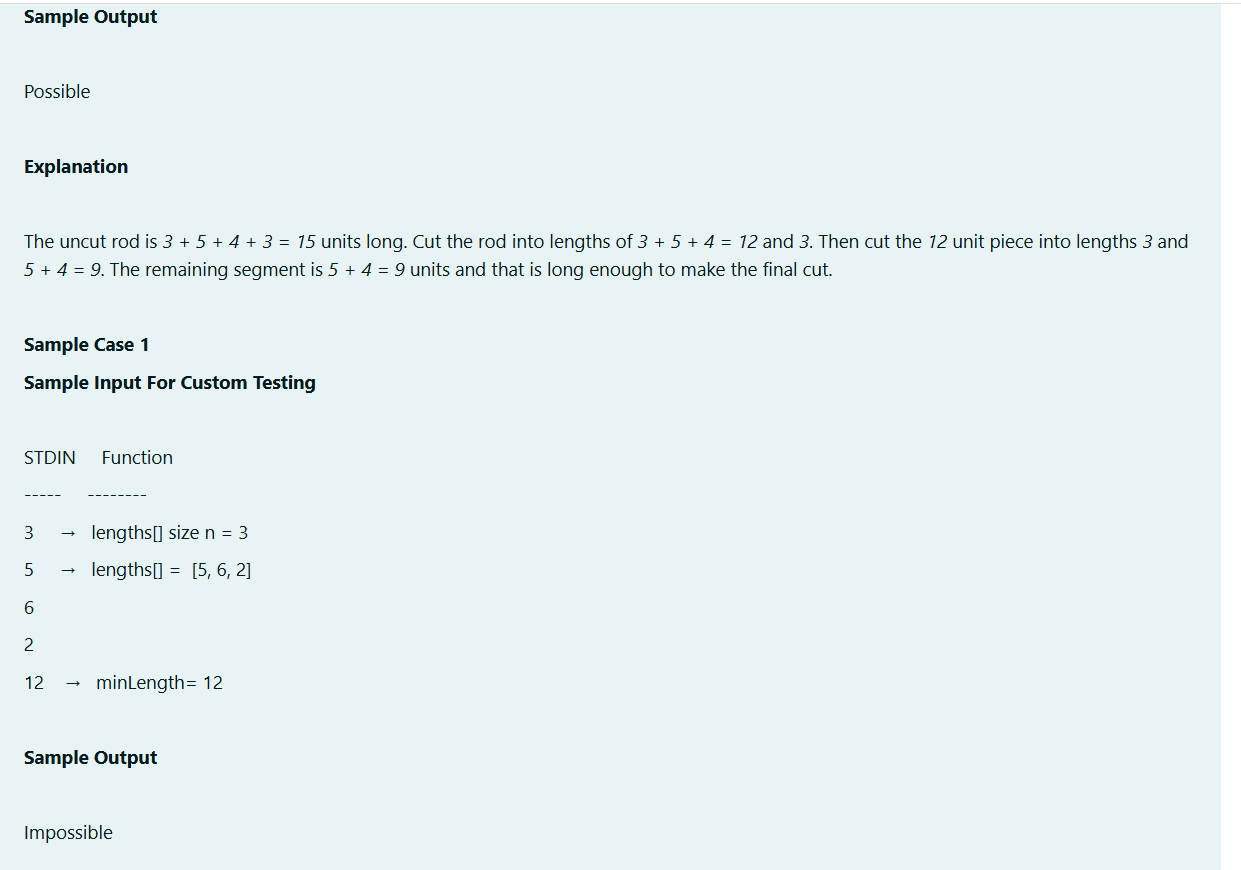 Sample Output
Possible
Explanation
The uncut rod is 3 + 5 + 4 + 3 = 15 units long. Cut the rod into lengths of 3 + 5 + 4 = 12 and 3. Then cut the 12 unit piece into lengths 3 and
5 + 4 = 9. The remaining segment is 5 + 4 = 9 units and that is long enough to make the final cut.
Sample Case 1
Sample Input For Custom Testing
STDIN Function
----- --------
3 → lengths[] size n = 3
5 → lengths[] = [5, 6, 2]
6
2
12 → minLength= 12
Sample Output
Impossible